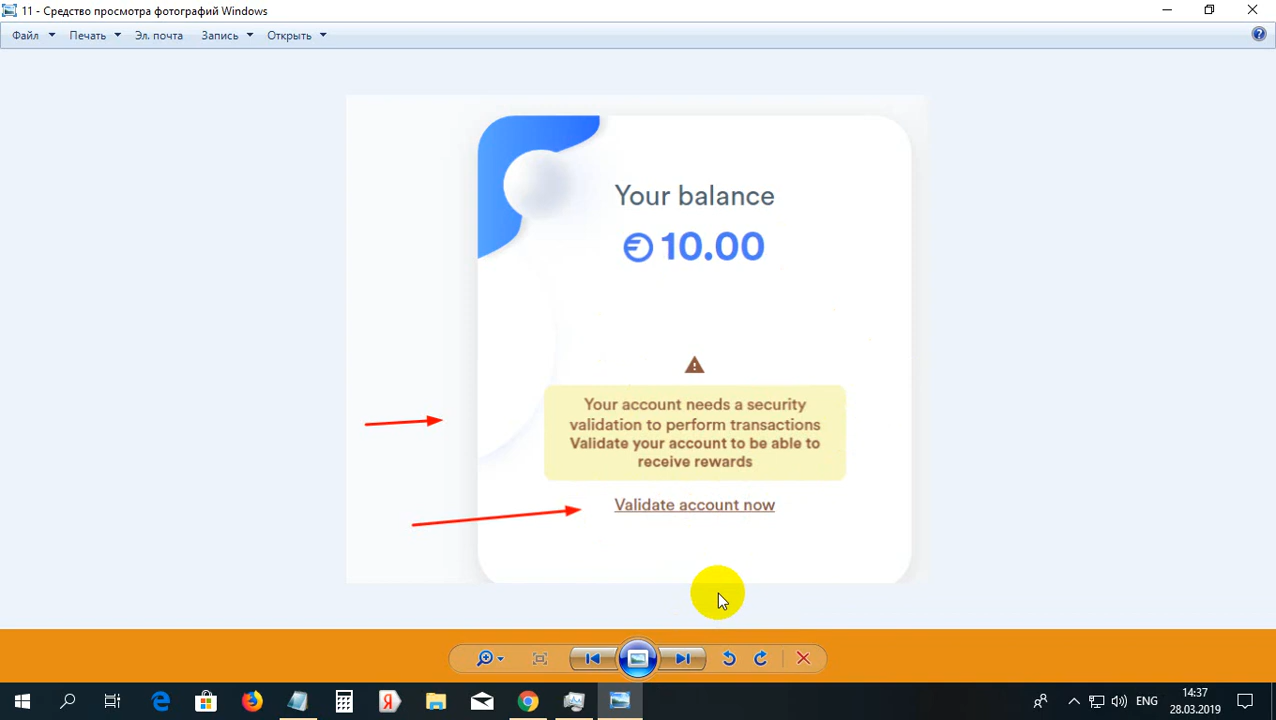 11 - Средство просмотра фотографий Windows
Файл Печать Эл. почта Запись Открыть
Your balance
10.00
Your account needs a security
validation to perform transactions
Validate your account to be able to
receive rewards
Validate account now
ENG
14:37
28.03.2019